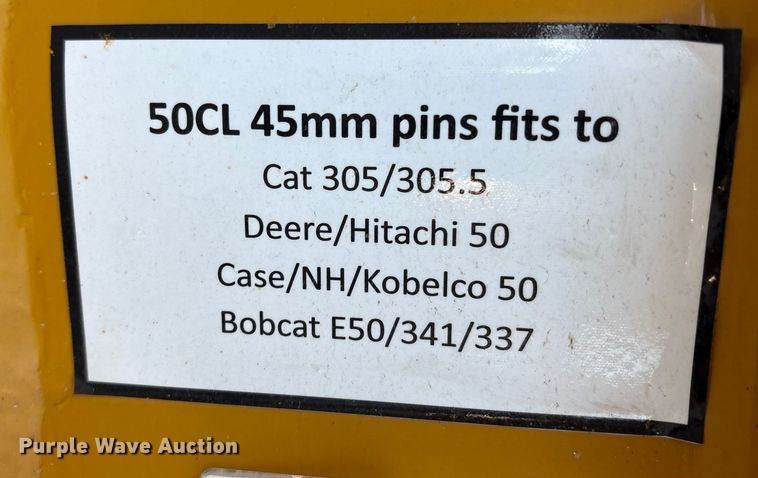 50CL 45mm pins fits to
Cat 305/305.5
Deere/Hitachi 50
Case/NH/Kobelco 50
Bobcat E50/341/337
Purple Wave Auction